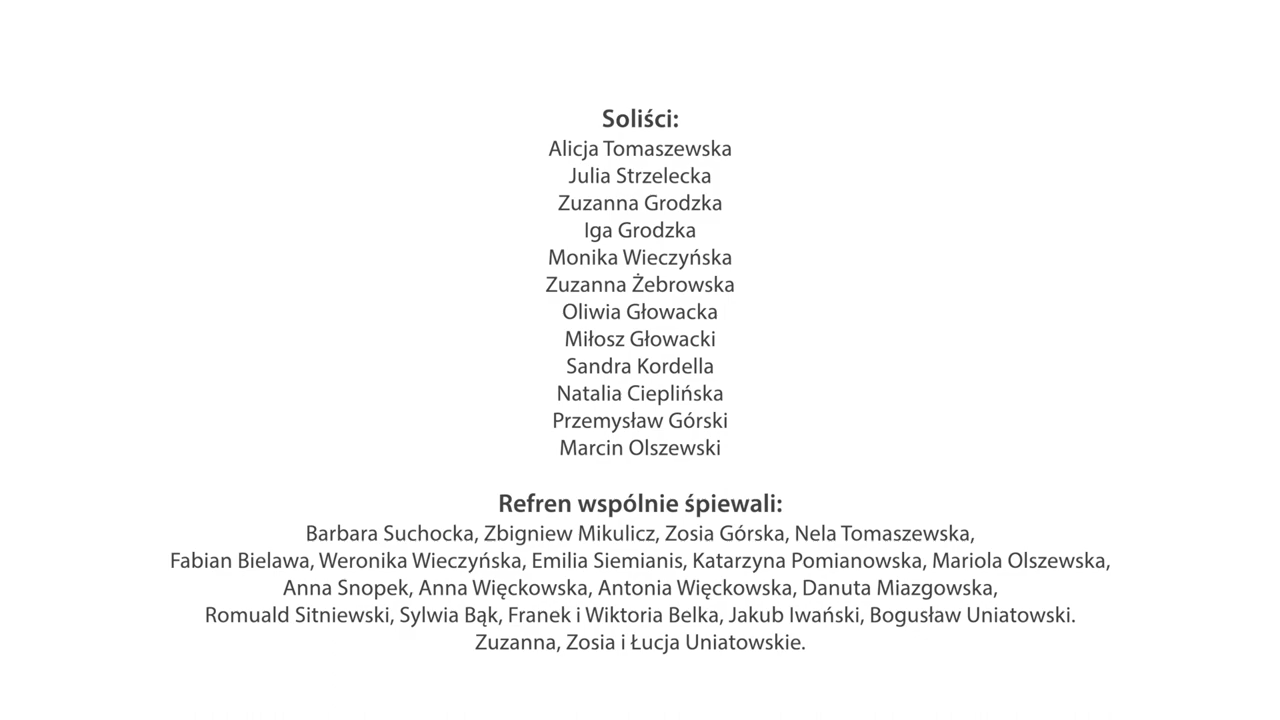 Soliści:
Alicja Tomaszewska
Julia Strzelecka
Zuzanna Grodzka
Iga Grodzka
Monika Wieczyńska
Zuzanna Żebrowska
Oliwia Głowacka
Miłosz Głowacki
Sandra Kordella
Natalia Cieplińska
Przemysław Górski
Marcin Olszewski
Refren wspólnie śpiewali:
Barbara Suchocka, Zbigniew Mikulicz, Zosia Górska, Nela Tomaszewska,
Fabian Bielawa, Weronika Wieczyńska, Emilia Siemianis, Katarzyna Pomianowska, Mariola Olszewska,
Anna Snopek, Anna Więckowska, Antonia Więckowska, Danuta Miazgowska,
Romuald Sitniewski, Sylwia Bąk, Franek i Wiktoria Belka, Jakub Iwański, Bogusław Uniatowski.
Zuzanna, Zosia i Łucja Uniatowskie.